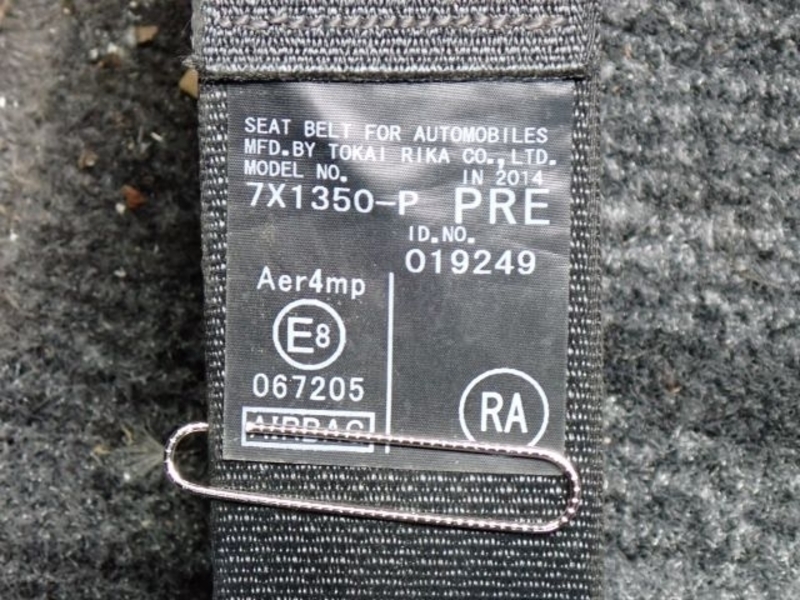 SEAT BELT FOR AUTOMOBILES
MFD.BY TOKAI RIKA CO.,LTD.
MODEL NO. IN 2014
7X1350-P PRE
ID.NO.
019249
Aer4mp
E8
067205
RA
AIRBAG